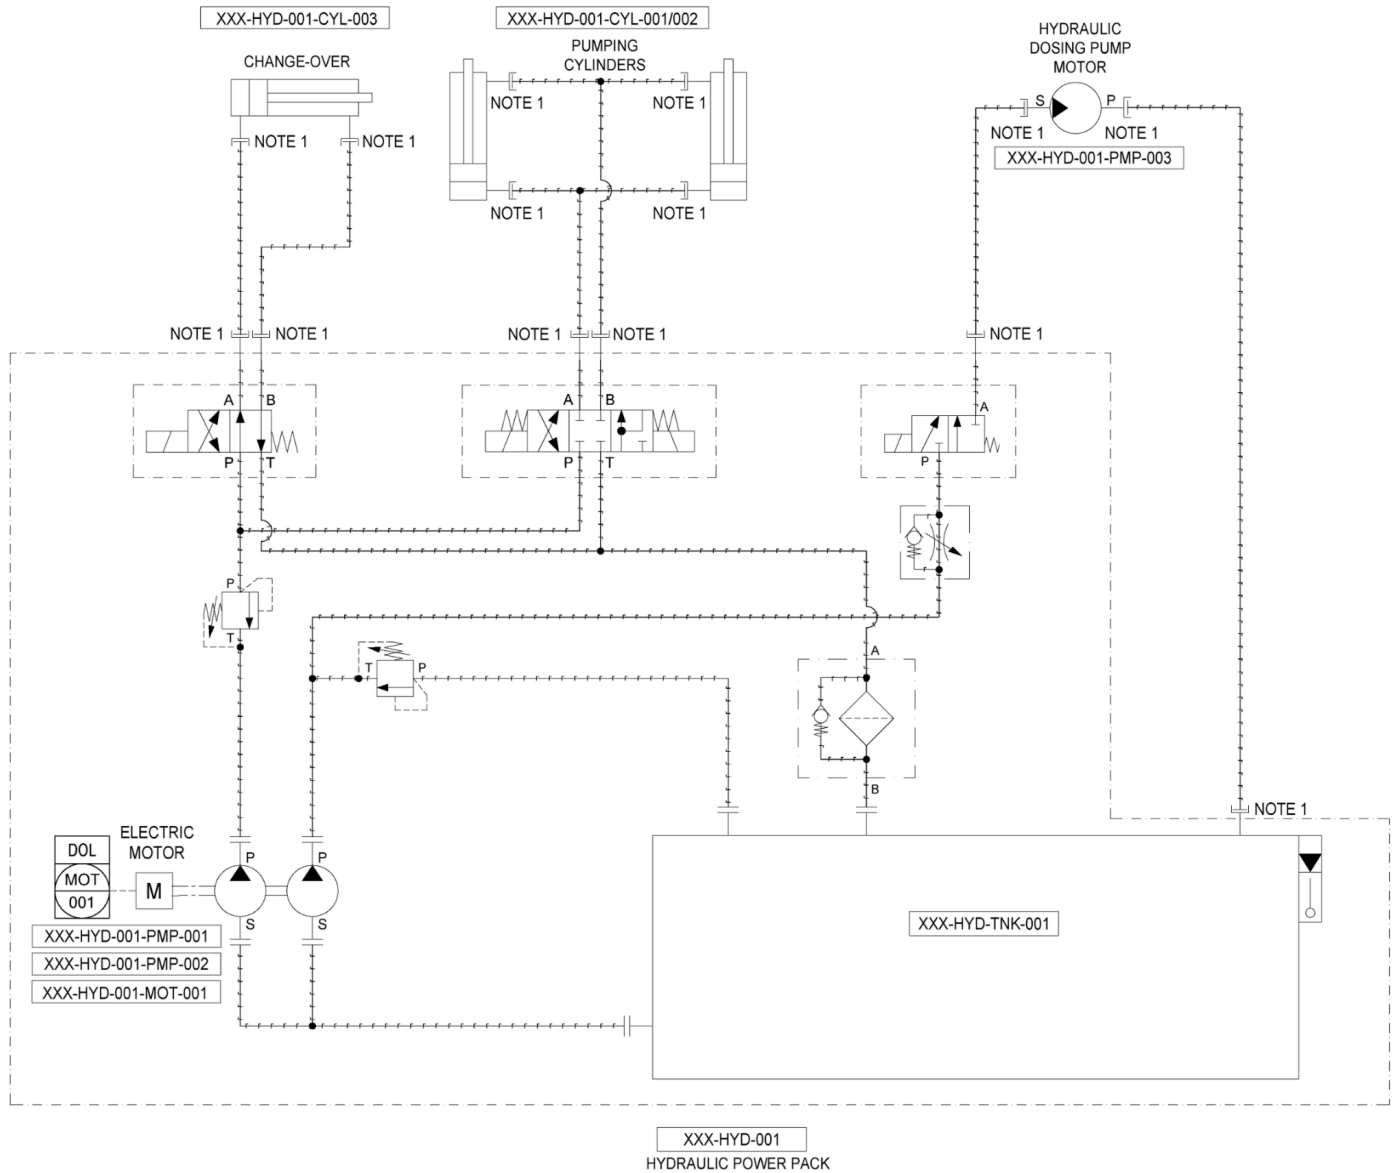 XXX-HYD-001-CYL-003
XXX-HYD-001-CYL-001/002
CHANGE-OVER
PUMPING
CYLINDERS
HYDRAULIC
DOSING PUMP
MOTOR
NOTE 1
NOTE 1
S
P
NOTE 1
NOTE 1
NOTE 1
NOTE 1
XXX-HYD-001-PMP-003
NOTE 1
NOTE 1
NOTE 1
NOTE 1
NOTE 1
NOTE 1
NOTE 1
A
B
A
B
A
P
T
P
T
P
P
T
T
P
A
B
NOTE 1
ELECTRIC
MOTOR
DOL
MOT
001
M
P
P
S
S
XXX-HYD-001-PMP-001
XXX-HYD-001-PMP-002
XXX-HYD-001-MOT-001
XXX-HYD-TNK-001
XXX-HYD-001
HYDRAULIC POWER PACK